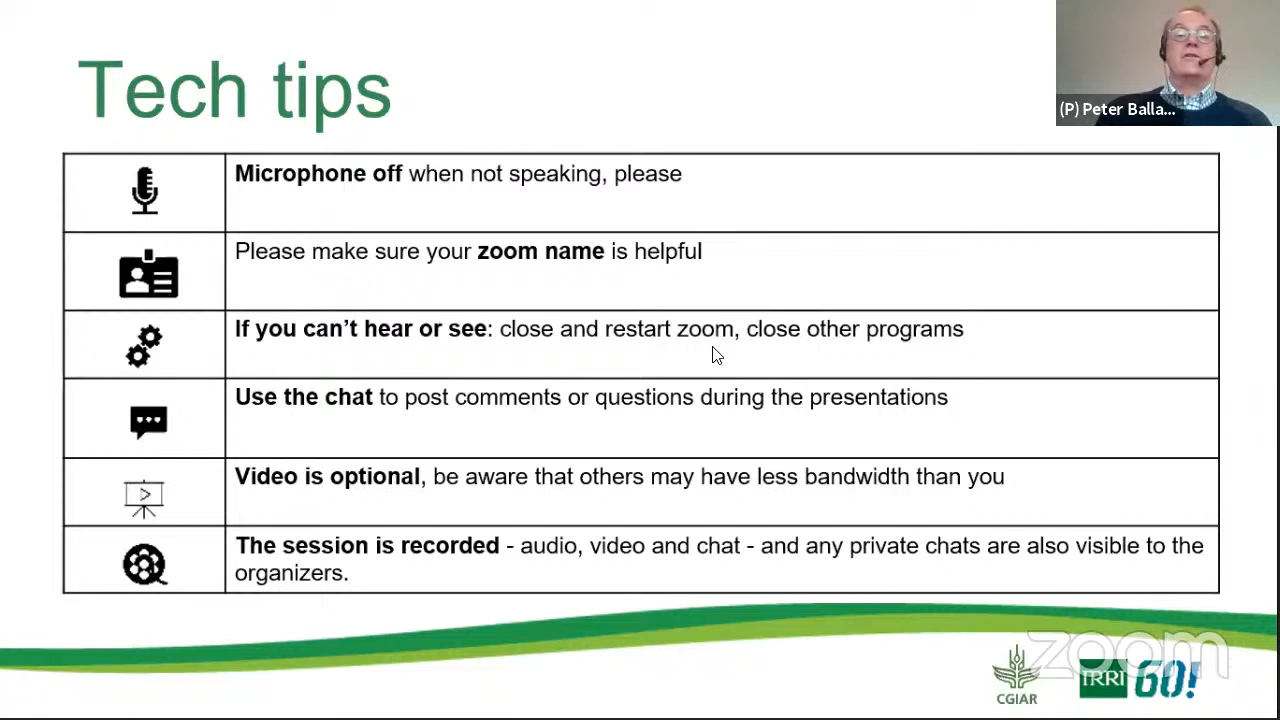 Tech tips
(P) Peter Balla...
Microphone off when not speaking, please
Please make sure your zoom name is helpful
If you can’t hear or see: close and restart zoom, close other programs
Use the chat to post comments or questions during the presentations
Video is optional, be aware that others may have less bandwidth than you
The session is recorded - audio, video and chat - and any private chats are also visible to the
organizers.
zoom
CGIAR
IRRI 60!